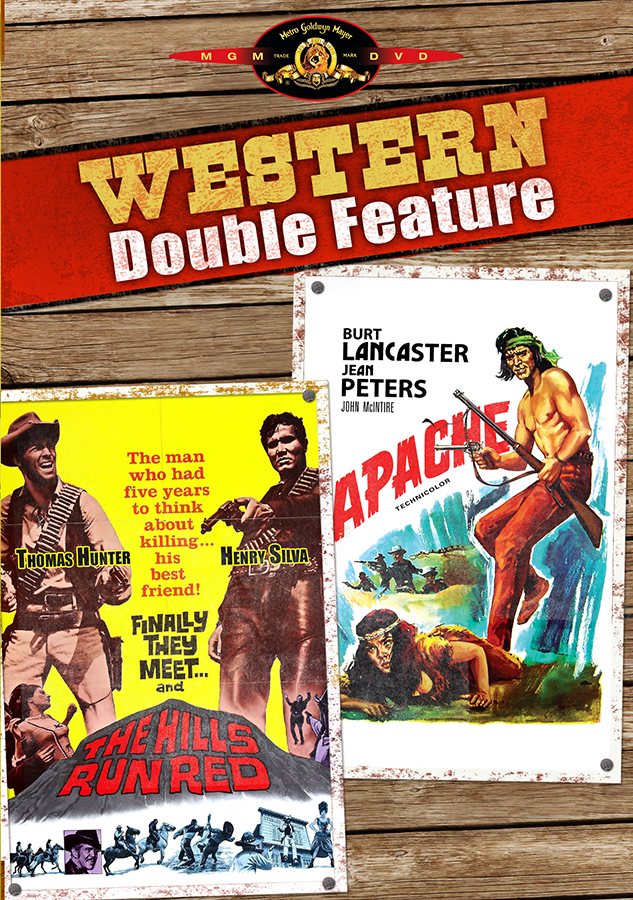 Metro Goldwyn Mayer
MGM TRADE MARK DVD
WESTERN
Double Feature
BURT
LANCASTER
JEAN
PETERS
JOHN McINTIRE
APACHE
TECHNICOLOR
The man
who had
five years
to think
about
killing...
his
best
friend!
THOMAS HUNTER
HENRY SILVA
FINALLY
THEY
MEET...
and
THE HILLS
RUN RED